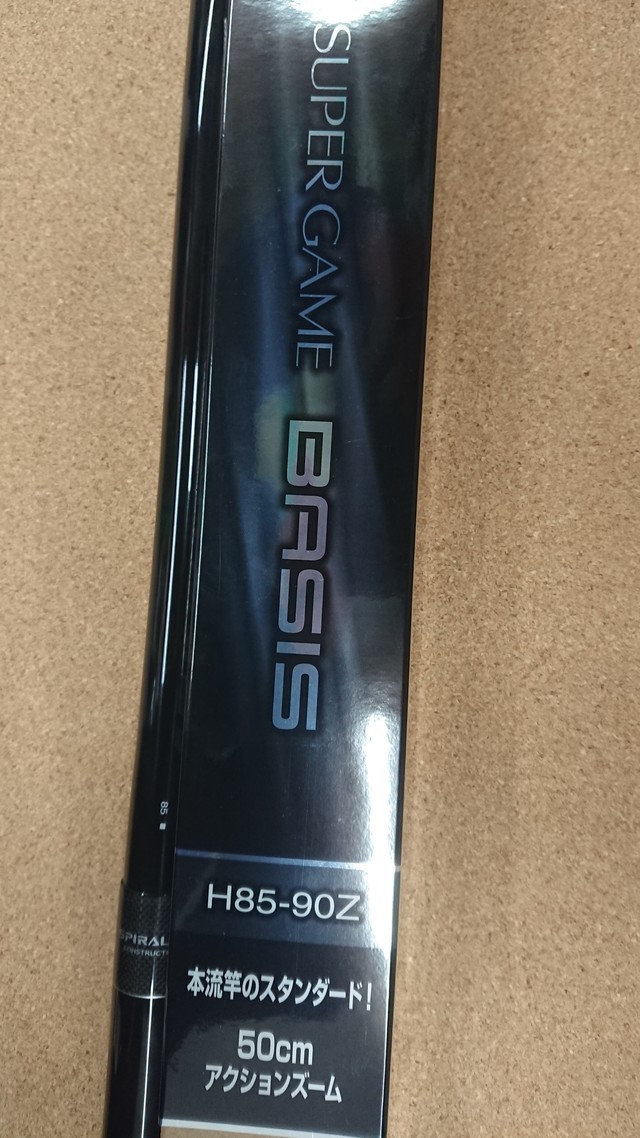 SUPER GAME
BASIS
85
SPIRAL
H85-90Z
本流竿のスタンダード!
50cm
アクションズーム